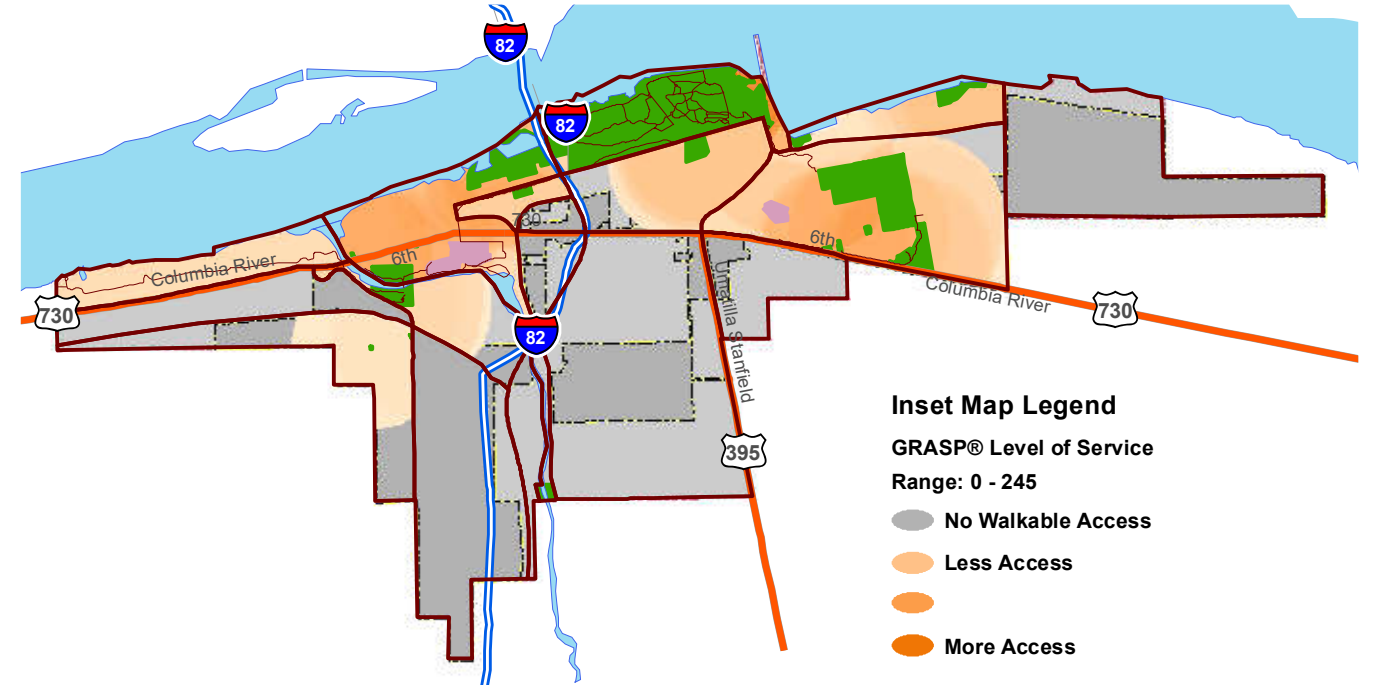 82
82
730
6th
Columbia River
6th
730
Columbia River
730
82
Umatilla Stanfield
395
Inset Map Legend
GRASP® Level of Service
Range: 0 - 245
No Walkable Access
Less Access
More Access